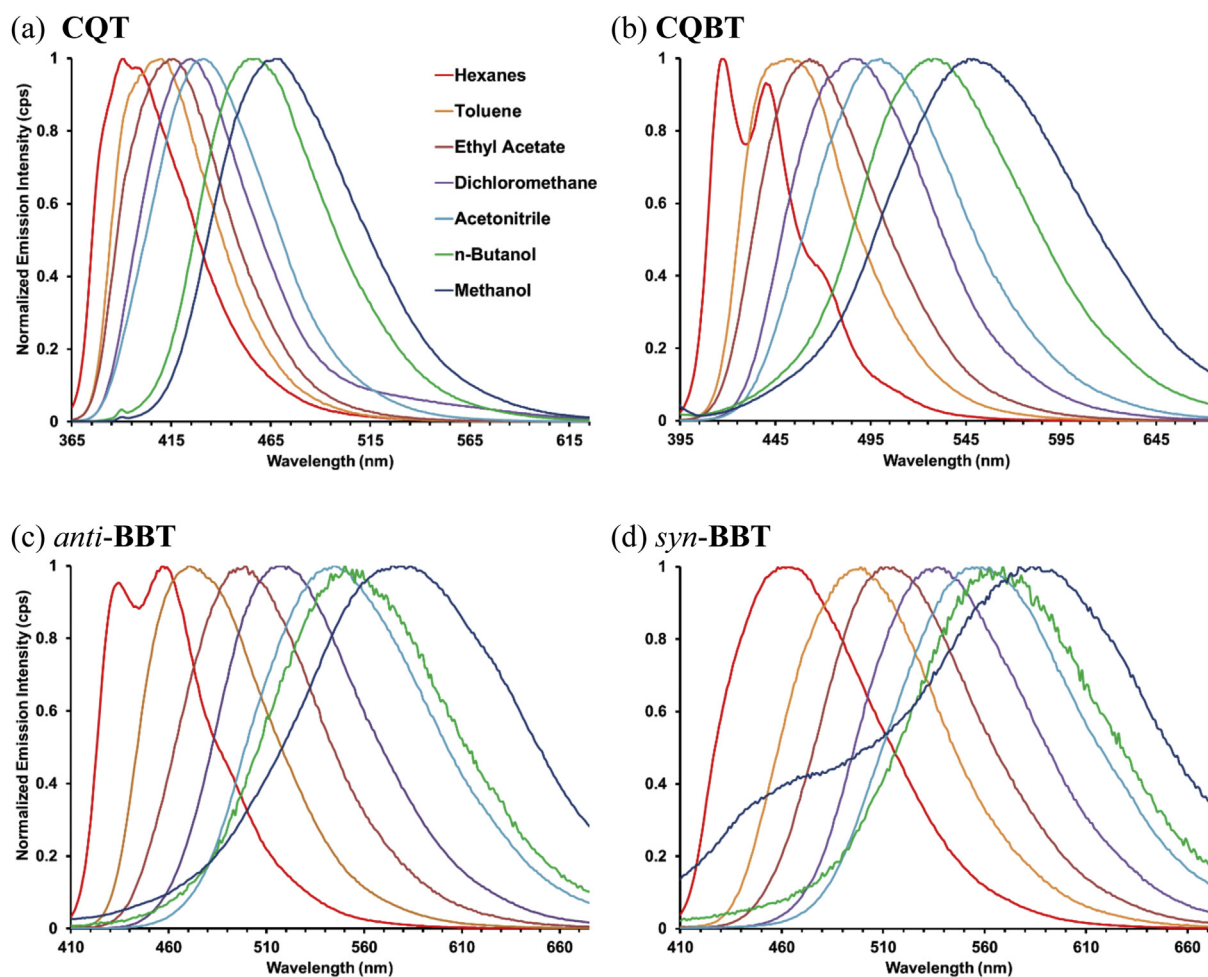 (a) CQT
Normalized Emission Intensity (cps)
1
0.8
0.6
0.4
0.2
0
365 415 465 515 565 615
Wavelength (nm)
Hexanes
Toluene
Ethyl Acetate
Dichloromethane
Acetonitrile
n-Butanol
Methanol
(b) CQBT
1
0.8
0.6
0.4
0.2
0
395 445 495 545 595 645
Wavelength (nm)
(c) anti-BBT
Normalized Emission Intensity (cps)
1
0.8
0.6
0.4
0.2
0
410 460 510 560 610 660
Wavelength (nm)
(d) syn-BBT
1
0.8
0.6
0.4
0.2
0
410 460 510 560 610 660
Wavelength (nm)